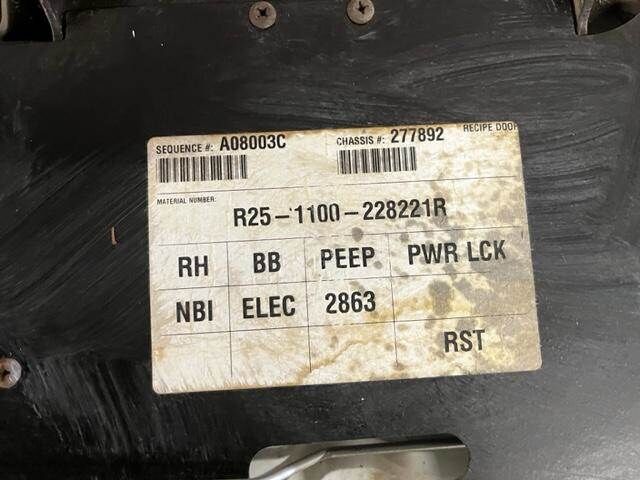 SEQUENCE #: A08003C CHASSIS #: 277892 RECIPE DOOR
MATERIAL NUMBER:
R25-1100-228221R
RH BB PEEP PWR LCK
NBI ELEC 2863
RST